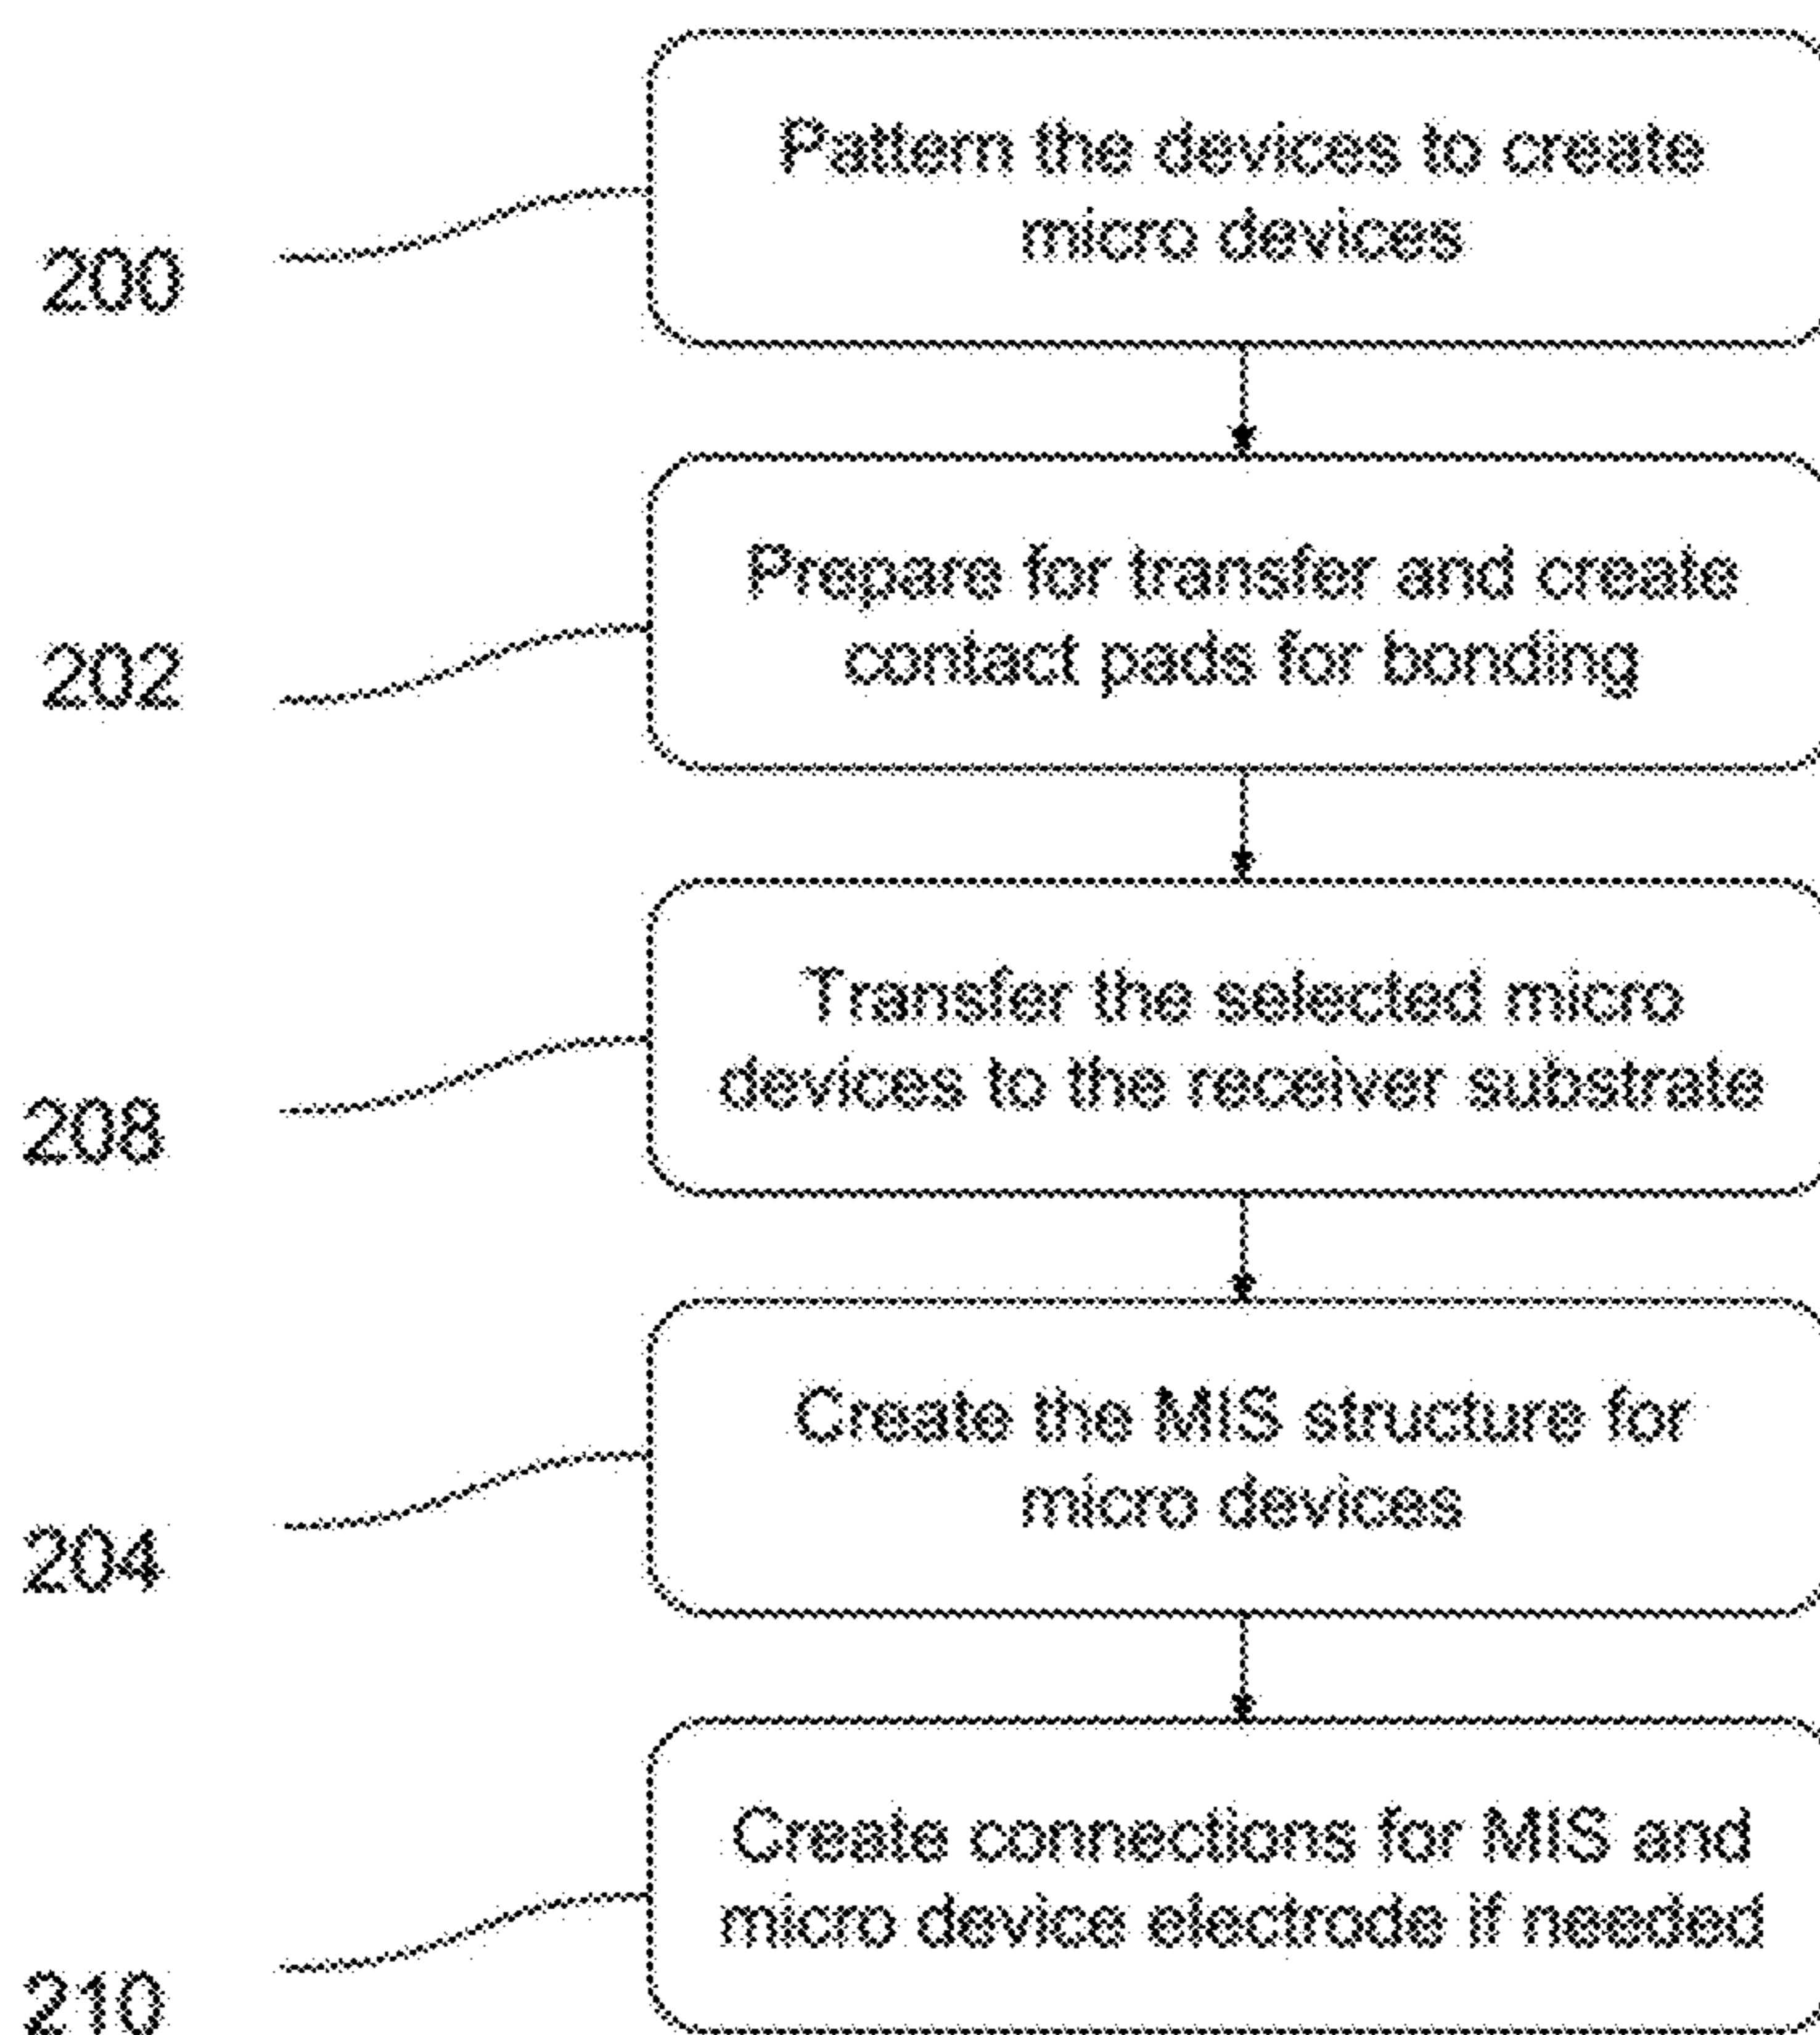 Pattern the devices to create
micro devices
200
Prepare for transfer and create
contact pads for bonding
202
Transfer the selected micro
devices to the receiver substrate
208
Create the MIS structure for
micro devices
204
Create connections for MIS and
micro device electrode if needed
210